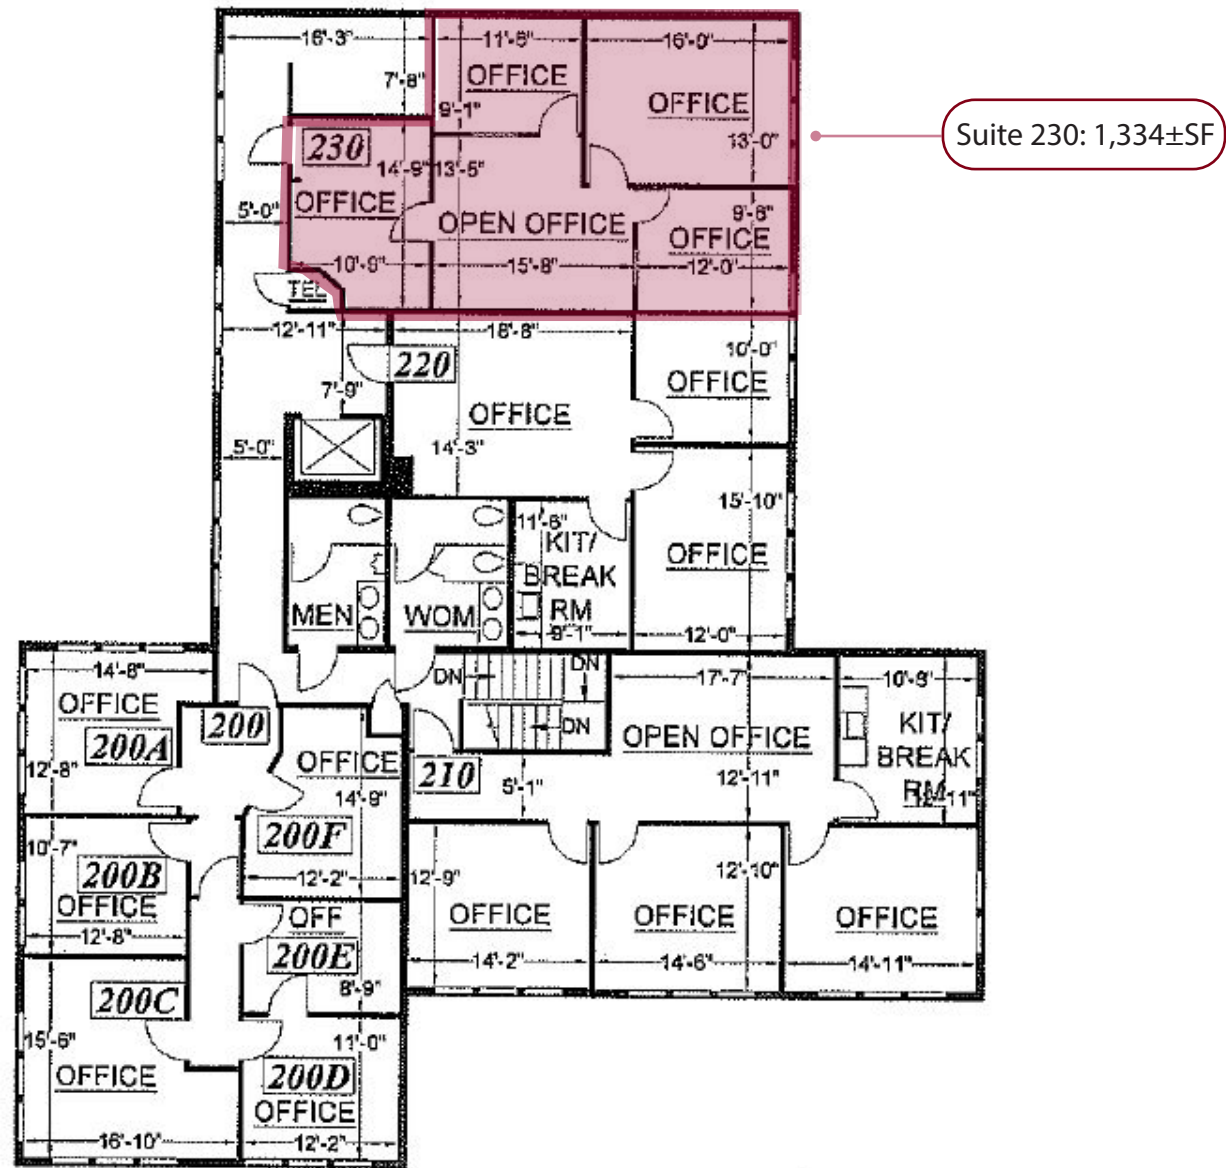 16'-3"
11'-6"
16'-0"
7'-8"
OFFICE
9'-1"
OFFICE
13'-0"
Suite 230: 1,334±SF
230
14'-9"
13'-5"
OFFICE
5'-0"
OPEN OFFICE
9'-8"
OFFICE
10'-9"
15'-8"
12'-0"
TEL
12'-11"
18'-8"
220
10'-0"
7'-9"
OFFICE
OFFICE
5'-0"
14'-3"
15'-10"
11'-6"
KIT/
BREAK
RM
9'-1"
OFFICE
MEN
WOM
12'-0"
14'-8"
OFFICE
200A
12'-8"
200
DN
DN
DN
17'-7"
10'-8"
OPEN OFFICE
KIT/
BREAK
RM
12'-11"
OFFICE
14'-9"
210
5'-1"
12'-11"
10'-7"
200B
OFFICE
12'-8"
200F
12'-2"
12'-9"
12'-10"
OFF
200E
8'-9"
OFFICE
OFFICE
OFFICE
14'-2"
14'-6"
14'-11"
200C
15'-6"
OFFICE
16'-10"
11'-0"
200D
OFFICE
12'-2"